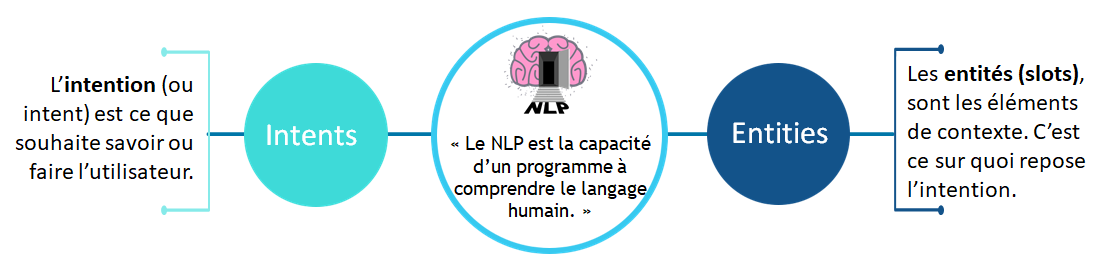 L’intention (ou
intent) est ce que
souhaite savoir ou
faire l’utilisateur.
Intents
NLP
« Le NLP est la capacité
d’un programme à
comprendre le langage
humain. »
Entities
Les entités (slots),
sont les éléments
de contexte. C’est
ce sur quoi repose
l’intention.